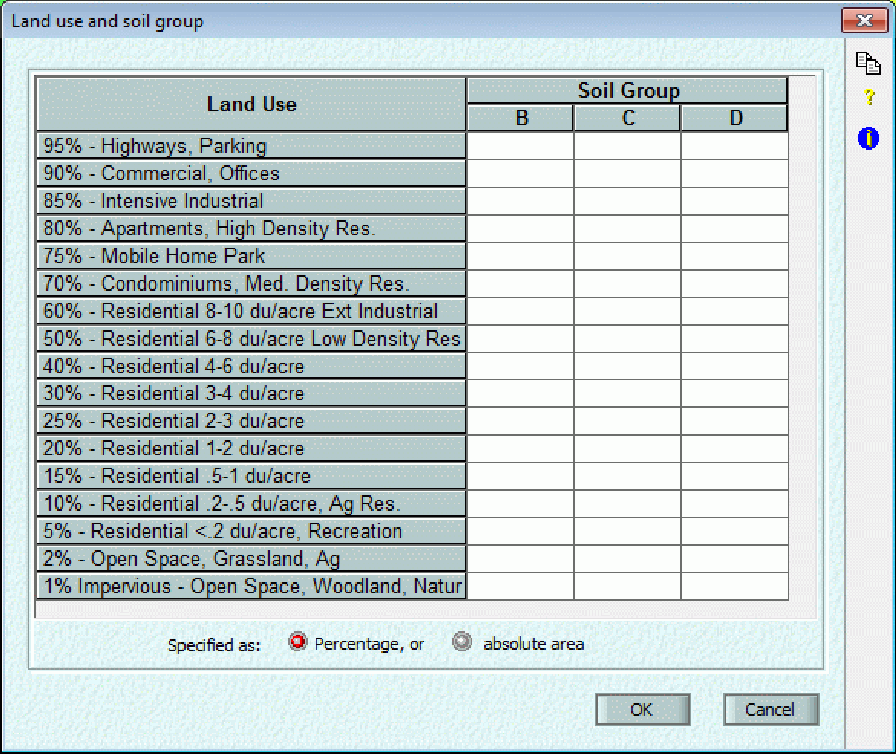 Land use and soil group
Land Use
Soil Group
B C D
95% - Highways, Parking
90% - Commercial, Offices
85% - Intensive Industrial
80% - Apartments, High Density Res.
75% - Mobile Home Park
70% - Condominiums, Med. Density Res.
60% - Residential 8-10 du/acre Ext Industrial
50% - Residential 6-8 du/acre Low Density Res
40% - Residential 4-6 du/acre
30% - Residential 3-4 du/acre
25% - Residential 2-3 du/acre
20% - Residential 1-2 du/acre
15% - Residential .5-1 du/acre
10% - Residential .2-.5 du/acre, Ag Res.
5% - Residential <.2 du/acre, Recreation
2% - Open Space, Grassland, Ag
1% Impervious - Open Space, Woodland, Natur
Specified as: Percentage, or absolute area
OK Cancel